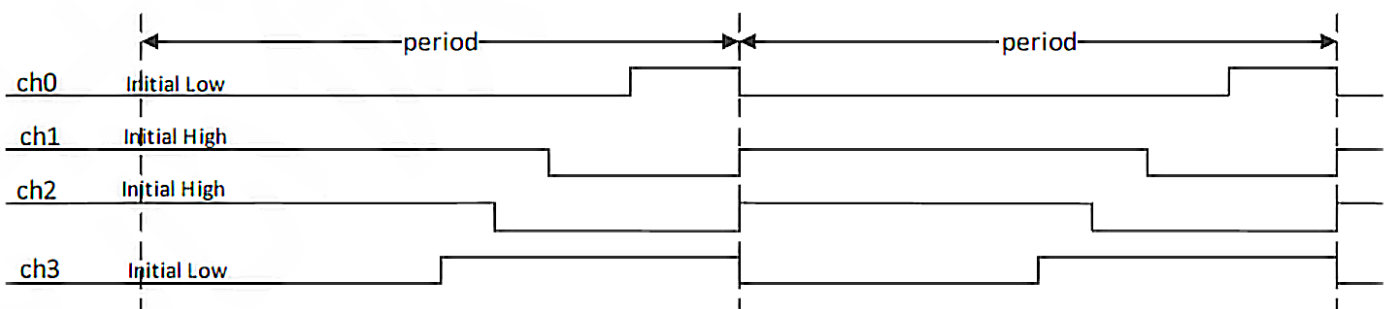 period period
ch0 Initial Low
ch1 Initial High
ch2 Initial High
ch3 Initial Low